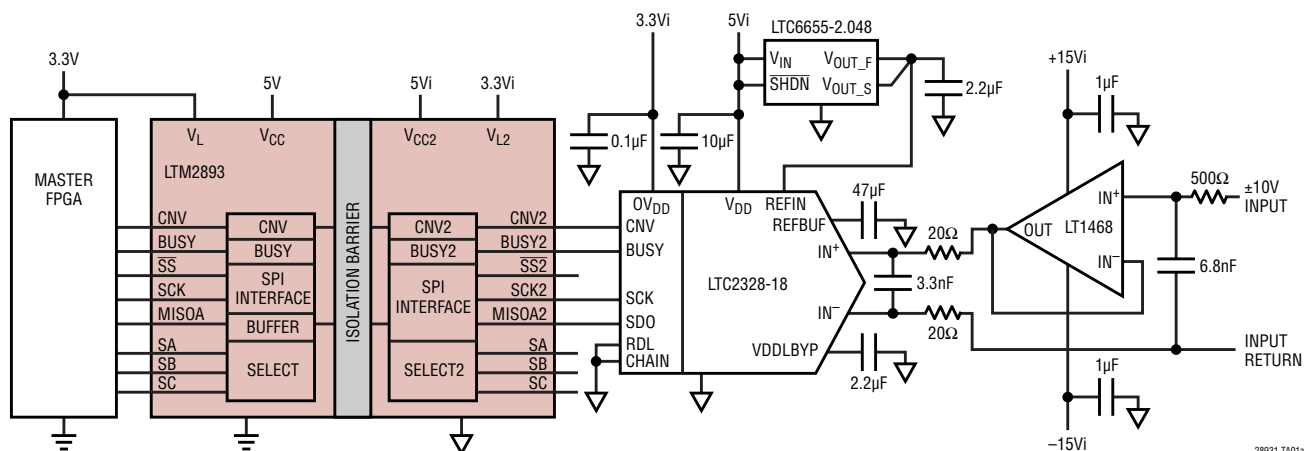 3.3V
5V
5Vi
3.3Vi
VL
VCC
VCC2
VL2
LTM2893
MASTER
FPGA
CNV
BUSY
SS
SCK
MISOA
SA
SB
SC
CNV
BUSY
SPI
INTERFACE
BUFFER
SELECT
ISOLATION BARRIER
CNV2
BUSY2
SPI
INTERFACE
SELECT2
CNV2
BUSY2
SS2
SCK2
MISOA2
SA
SB
SC
3.3Vi
5Vi
0.1µF
10µF
LTC6655-2.048
VIN
SHDN
VOUT_F
VOUT_S
2.2µF
OVDD
VDD
REFIN
REFBUF
47µF
CNV
BUSY
SCK
SDO
RDL
CHAIN
LTC2328-18
IN+
IN–
VDDLBYP
2.2µF
20Ω
3.3nF
20Ω
+15Vi
1µF
OUT
LT1468
IN+
IN–
500Ω
±10V
INPUT
6.8nF
INPUT
RETURN
1µF
–15Vi
28931 TA01a